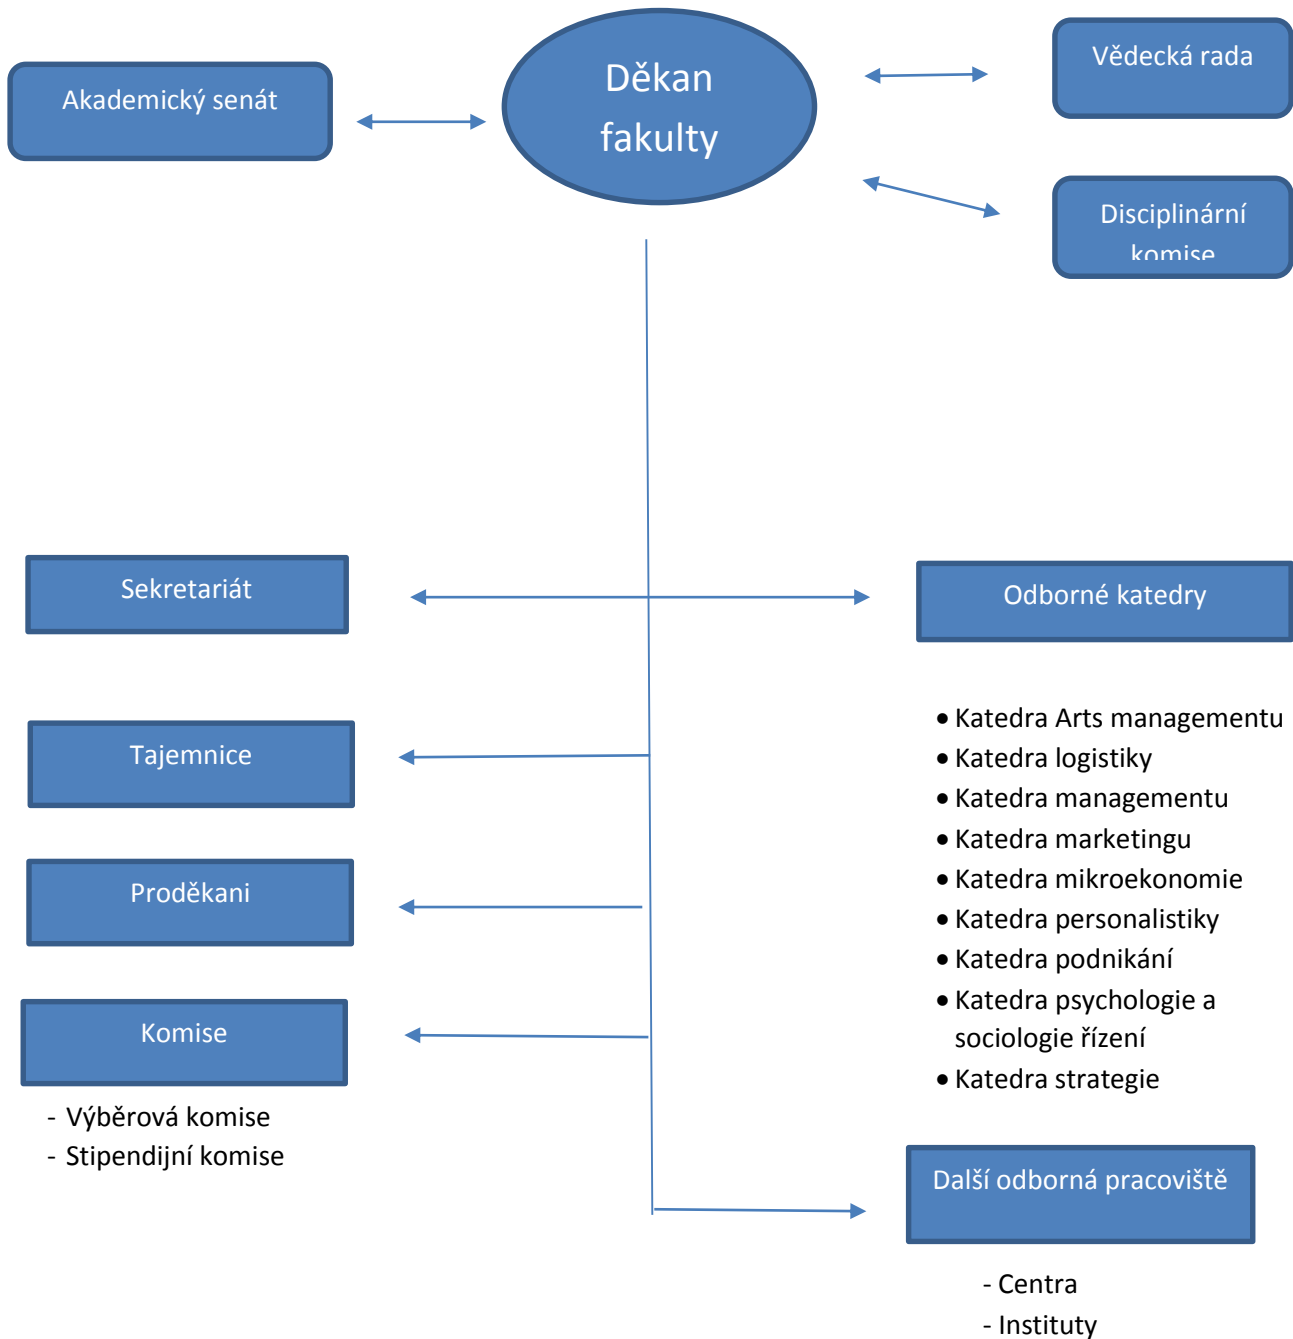 Děkan
fakulty
Akademický senát
Vědecká rada
Disciplinární
komise
Sekretariát
Odborné katedry
Tajemnice
Proděkani
Komise
- Výběrová komise
- Stipendijní komise
• Katedra Arts managementu
• Katedra logistiky
• Katedra managementu
• Katedra marketingu
• Katedra mikroekonomie
• Katedra personalistiky
• Katedra podnikání
• Katedra psychologie a
sociologie řízení
• Katedra strategie
Další odborná pracoviště
- Centra
- Instituty